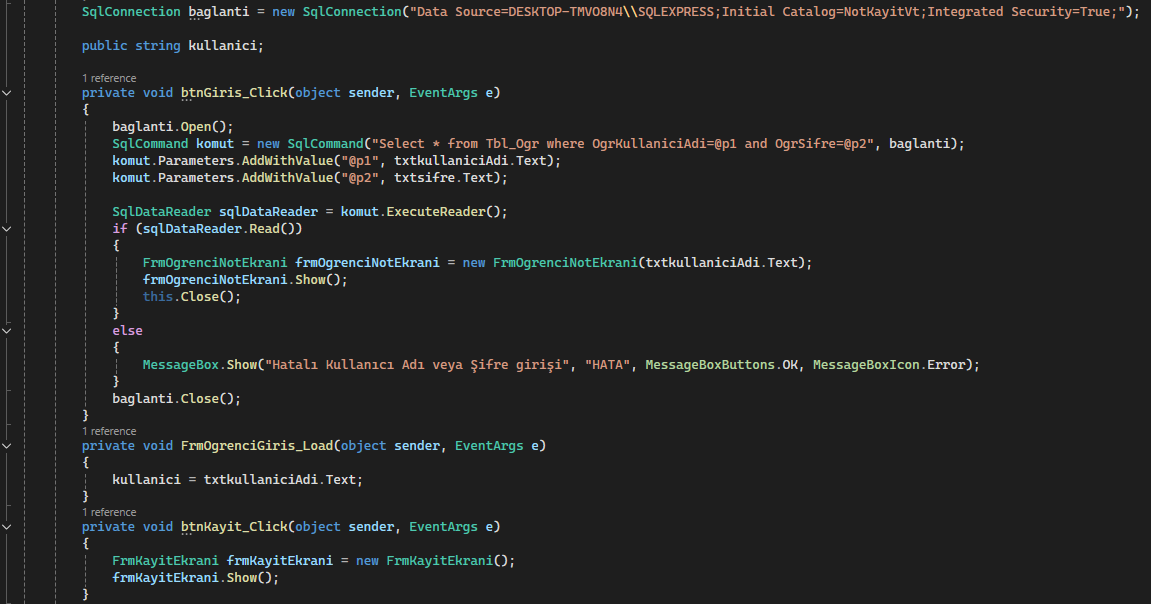 SqlConnection baglanti = new SqlConnection("Data Source=DESKTOP-TMVO8N4\\SQLEXPRESS;Initial Catalog=NotKayitVt;Integrated Security=True;");
public string kullanici;
1 reference
private void btnGiris_Click(object sender, EventArgs e)
{
baglanti.Open();
SqlCommand komut = new SqlCommand("Select * from Tbl_Ogr where OgrKullaniciAdi=@p1 and OgrSifre=@p2", baglanti);
komut.Parameters.AddWithValue("@p1", txtkullaniciAdi.Text);
komut.Parameters.AddWithValue("@p2", txtsifre.Text);
SqlDataReader sqlDataReader = komut.ExecuteReader();
if (sqlDataReader.Read())
{
FrmOgrenciNotEkrani frmOgrenciNotEkrani = new FrmOgrenciNotEkrani(txtkullaniciAdi.Text);
frmOgrenciNotEkrani.Show();
this.Close();
}
else
{
MessageBox.Show("Hatalı Kullanıcı Adı veya Şifre girişi", "HATA", MessageBoxButtons.OK, MessageBoxIcon.Error);
}
baglanti.Close();
}
1 reference
private void FrmOgrenciGiris_Load(object sender, EventArgs e)
{
kullanici = txtkullaniciAdi.Text;
}
1 reference
private void btnKayit_Click(object sender, EventArgs e)
{
FrmKayitEkrani frmKayitEkrani = new FrmKayitEkrani();
frmKayitEkrani.Show();
}